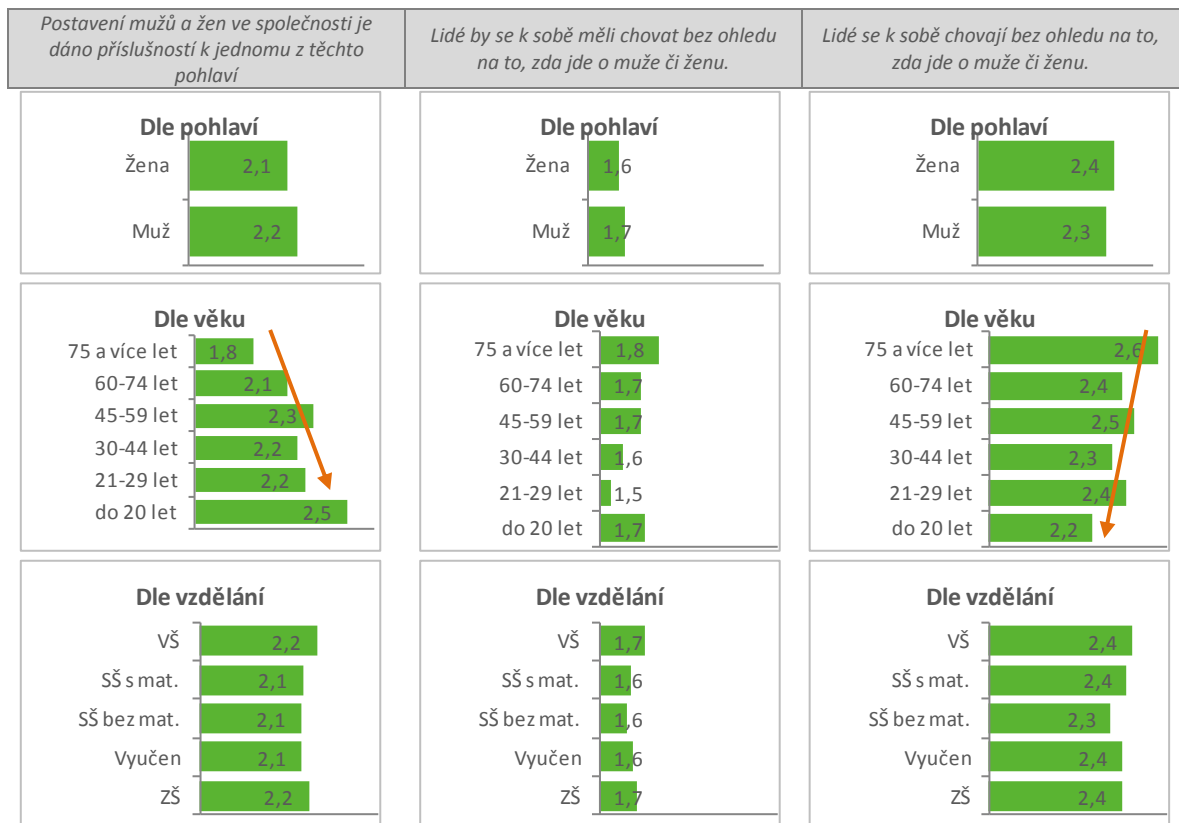 Postavení mužů a žen ve společnosti je
dáno příslušností k jednomu z těchto
pohlaví
Lidé by se k sobě měli chovat bez ohledu
na to, zda jde o muže či ženu.
Lidé se k sobě chovají bez ohledu na to,
zda jde o muže či ženu.
Dle pohlaví
Žena 2,1
Muž 2,2
Dle pohlaví
Žena 1,6
Muž 1,7
Dle pohlaví
Žena 2,4
Muž 2,3
Dle věku
75 a více let 1,8
60-74 let 2,1
45-59 let 2,3
30-44 let 2,2
21-29 let 2,2
do 20 let 2,5
Dle věku
75 a více let 1,8
60-74 let 1,7
45-59 let 1,7
30-44 let 1,6
21-29 let 1,5
do 20 let 1,7
Dle věku
75 a více let 2,6
60-74 let 2,4
45-59 let 2,5
30-44 let 2,3
21-29 let 2,4
do 20 let 2,2
Dle vzdělání
VŠ 2,2
SŠ s mat. 2,1
SŠ bez mat. 2,1
Vyučen 2,1
ZŠ 2,2
Dle vzdělání
VŠ 1,7
SŠ s mat. 1,6
SŠ bez mat. 1,6
Vyučen 1,6
ZŠ 1,7
Dle vzdělání
VŠ 2,4
SŠ s mat. 2,4
SŠ bez mat. 2,3
Vyučen 2,4
ZŠ 2,4